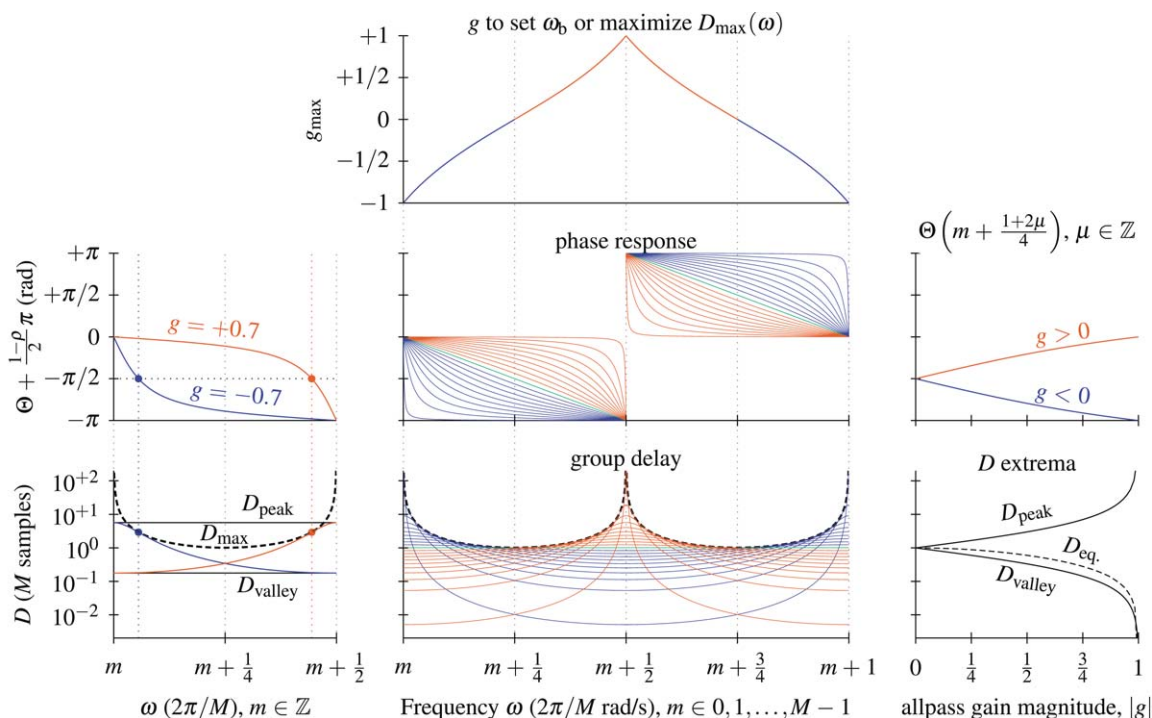 g to set ω_b or maximize D_max(ω)
+1
+1/2
0
−1/2
−1
g_max
phase response
Θ(m + (1+2μ)/4), μ ∈ ℤ
+π
+π/2
0
−π/2
−π
Θ + (1−ρ)/2 π (rad)
g = +0.7
g = −0.7
g > 0
g < 0
group delay
D extrema
10⁺²
10⁺¹
10⁰
10⁻¹
10⁻²
D (M samples)
D_peak
D_max
D_valley
D_peak
D_eq.
D_valley
m
m + 1/4
m + 1/2
m
m + 1/4
m + 1/2
m + 3/4
m + 1
0
1/4
1/2
3/4
1
ω (2π/M), m ∈ ℤ
Frequency ω (2π/M rad/s), m ∈ 0, 1, …, M − 1
allpass gain magnitude, |g|